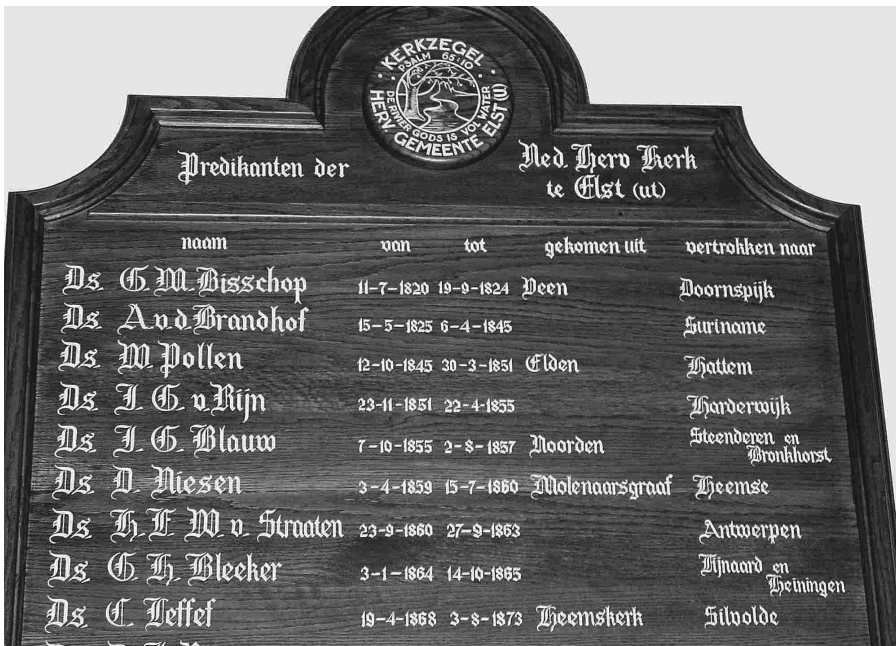 KERKZEGEL
PSALM 65:10
DE RIVIER GODS IS VOL WATER
HERV. GEMEENTE ELST (U)
Predikanten der Ned. Herv Kerk
te Elst (ut)
naam van tot gekomen uit vertrokken naar
Ds. G. M. Bisschop 11-7-1820 19-9-1824 Veen Doornspijk
Ds. A. v. d. Brandhof 15-5-1825 6-4-1845 Suriname
Ds. W. Pollen 12-10-1845 30-3-1851 Elden Hattem
Ds. J. G. v. Rijn 23-11-1851 22-4-1855 Harderwijk
Ds. J. G. Blauw 7-10-1855 2-8-1857 Noorden Steenderen en
Bronkhorst
Ds. D. Niesen 3-4-1859 15-7-1860 Molenaarsgraaf Heemse
Ds. H. F. W. v. Straaten 23-9-1860 27-9-1863 Antwerpen
Ds. G. H. Bleeker 3-1-1864 14-10-1865 Fijnaard en
Heiningen
Ds. C. Leffef 19-4-1868 3-8-1873 Heemskerk Silvolde